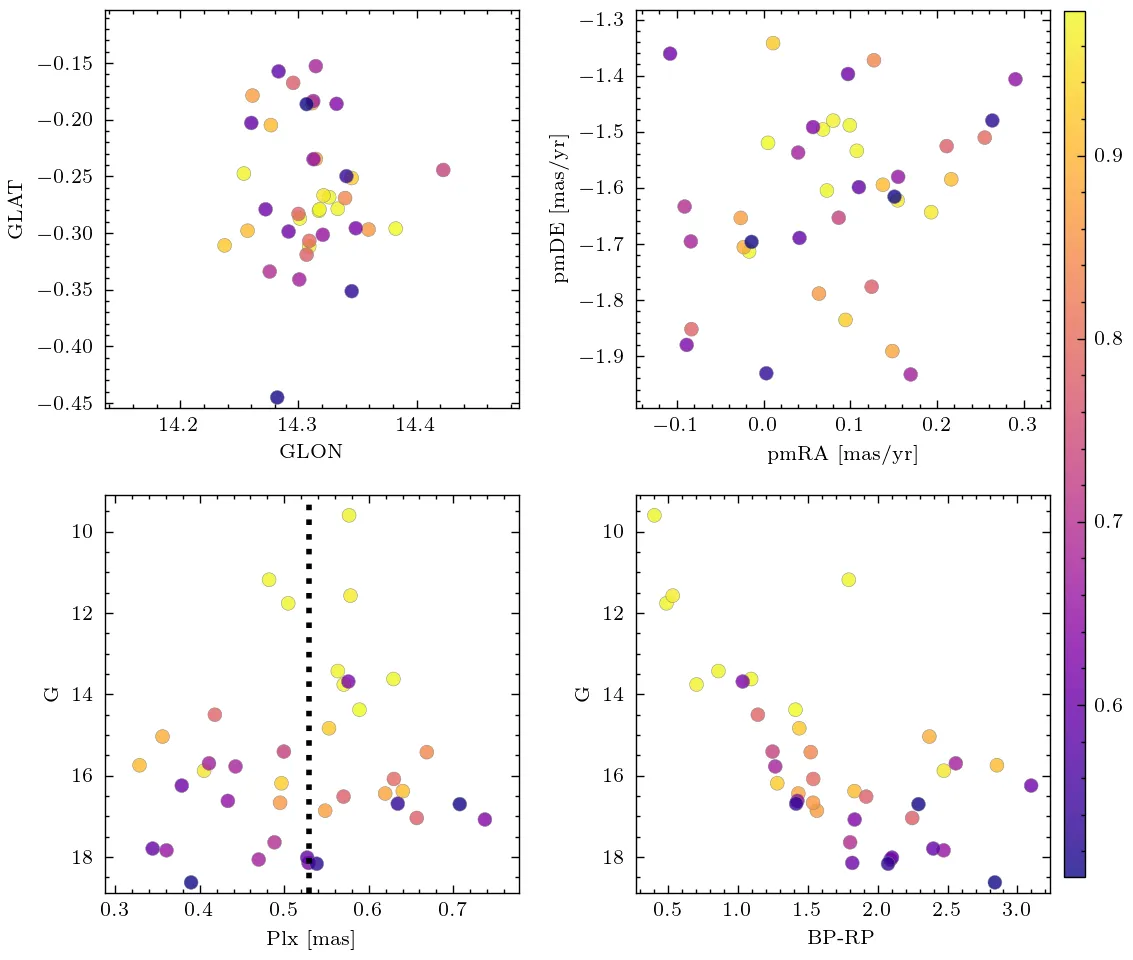 −0.15
−0.20
−0.25
−0.30
−0.35
−0.40
−0.45
GLAT
14.2 14.3 14.4
GLON
−1.3
−1.4
−1.5
−1.6
−1.7
−1.8
−1.9
pmDE [mas/yr]
−0.1 0.0 0.1 0.2 0.3
pmRA [mas/yr]
0.9
0.8
0.7
0.6
10
12
14
16
18
G
0.3 0.4 0.5 0.6 0.7
Plx [mas]
10
12
14
16
18
G
0.5 1.0 1.5 2.0 2.5 3.0
BP-RP